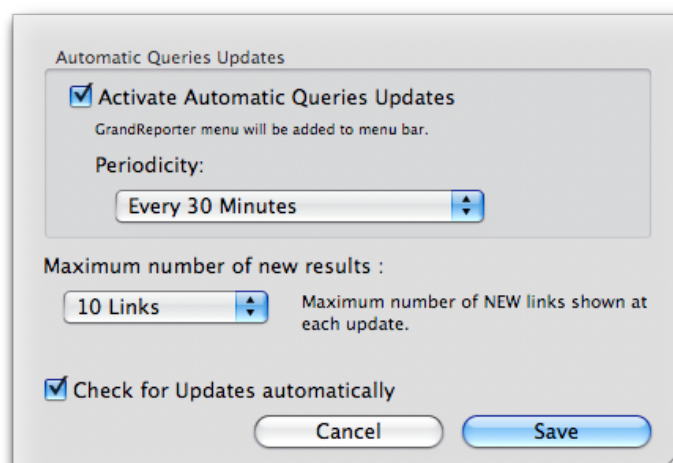 Automatic Queries Updates
Activate Automatic Queries Updates
GrandReporter menu will be added to menu bar.
Periodicity:
Every 30 Minutes
Maximum number of new results :
10 Links
Maximum number of NEW links shown at
each update.
Check for Updates automatically
Cancel
Save